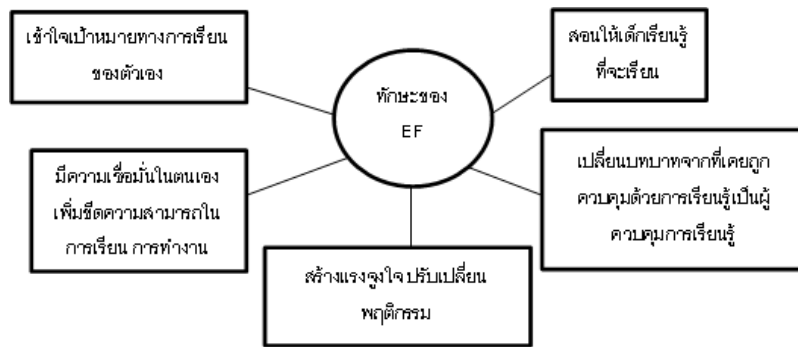 เข้าใจเป้าหมายทางการเรียน
ของตัวเอง
สอนให้เด็กเรียนรู้
ที่จะเรียน
ทักษะของ
EF
มีความเชื่อมั่นในตนเอง
เพิ่มขีดความสามารถใน
การเรียน การทำงาน
เปลี่ยนบทบาทจากที่เคยถูก
ควบคุมด้วยการเรียนรู้เป็นผู้
ควบคุมการเรียนรู้
สร้างแรงจูงใจ ปรับเปลี่ยน
พฤติกรรม